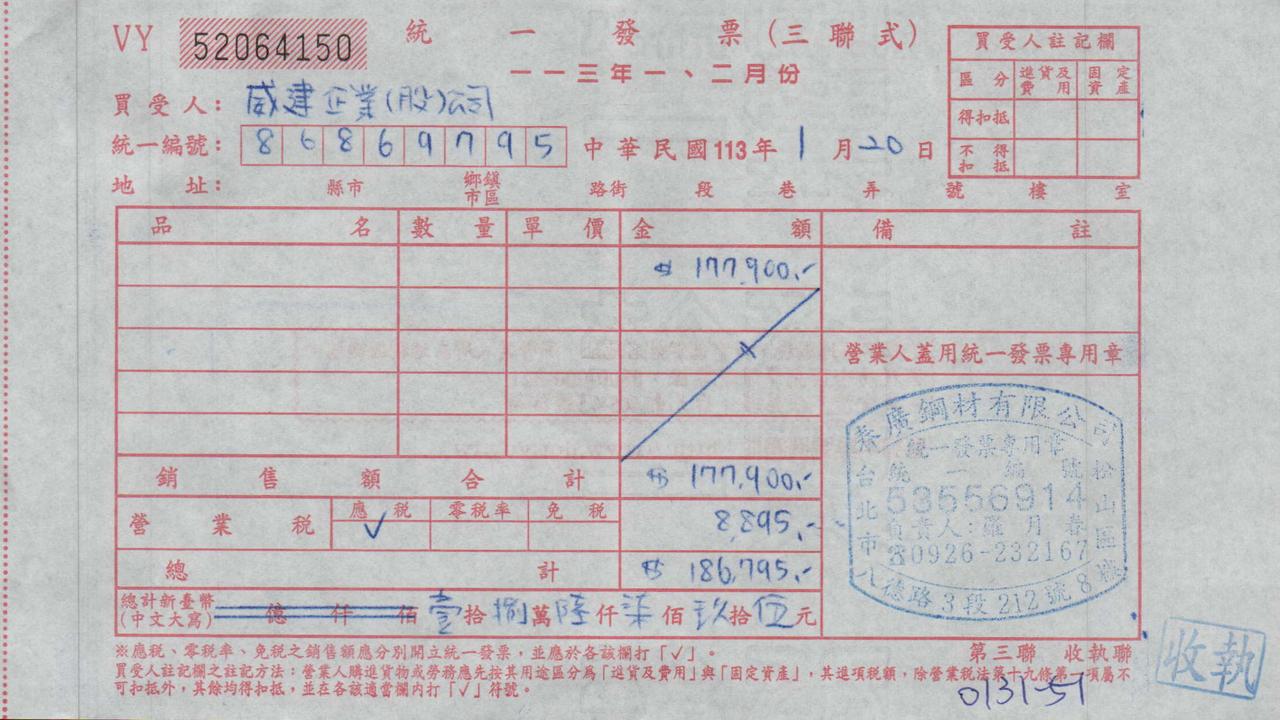 VY 52064150 統一發票(三聯式)
一一三年一、二月份
買受人: 威建企業(股)公司
統一編號: 86869795 中華民國113年1月20日
地址: 縣市 鄉鎮市區 路街 段 巷 弄 號 樓 室
買受人註記欄
區分 進貨及費用 固定資產
得扣抵
不得扣抵
品名 數量 單價 金額 備註
$ 177,900.-
營業人蓋用統一發票專用章
銷售額合計 $ 177,900.-
營業稅 應稅 零稅率 免稅 8,895.-
✓
總計 $ 186,795.-
總計新臺幣(中文大寫) 億仟佰壹拾捌萬陸仟柒佰玖拾伍元
廣鋼材有限公司
統一發票專用章
統一編號
53556914
負責人:羅月春
☎0926-232167
台北市松山區
八德路3段212號8樓
※應稅、零稅率、免稅之銷售額應分別開立統一發票,並應於各該欄打「✓」。
第三聯 收執聯
買受人註記欄之註記方法:營業人購進貨物或勞務應先按其用途區分為「進貨及費用」與「固定資產」,其進項稅額,除營業稅法第十九條第一項屬不
可扣抵外,其餘均得扣抵,並在各該適當欄內打「✓」符號。
0131-51
收執